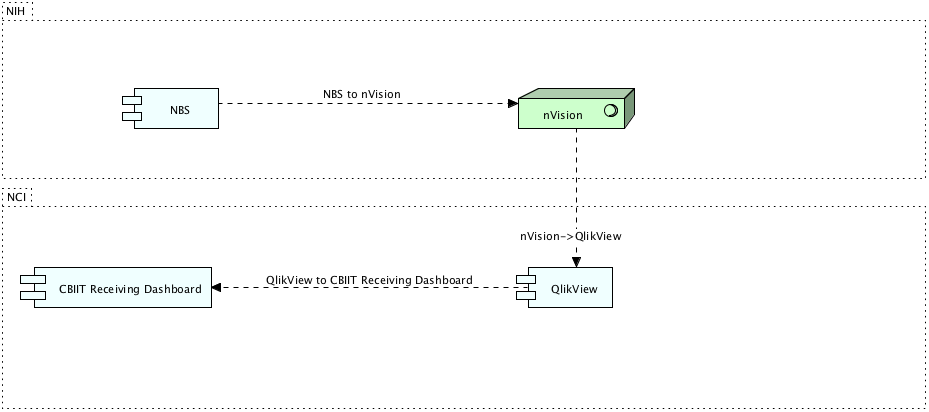 NIH
NBS to nVision
NBS
nVision
NCI
nVision->QlikView
QlikView to CBIIT Receiving Dashboard
CBIIT Receiving Dashboard
QlikView